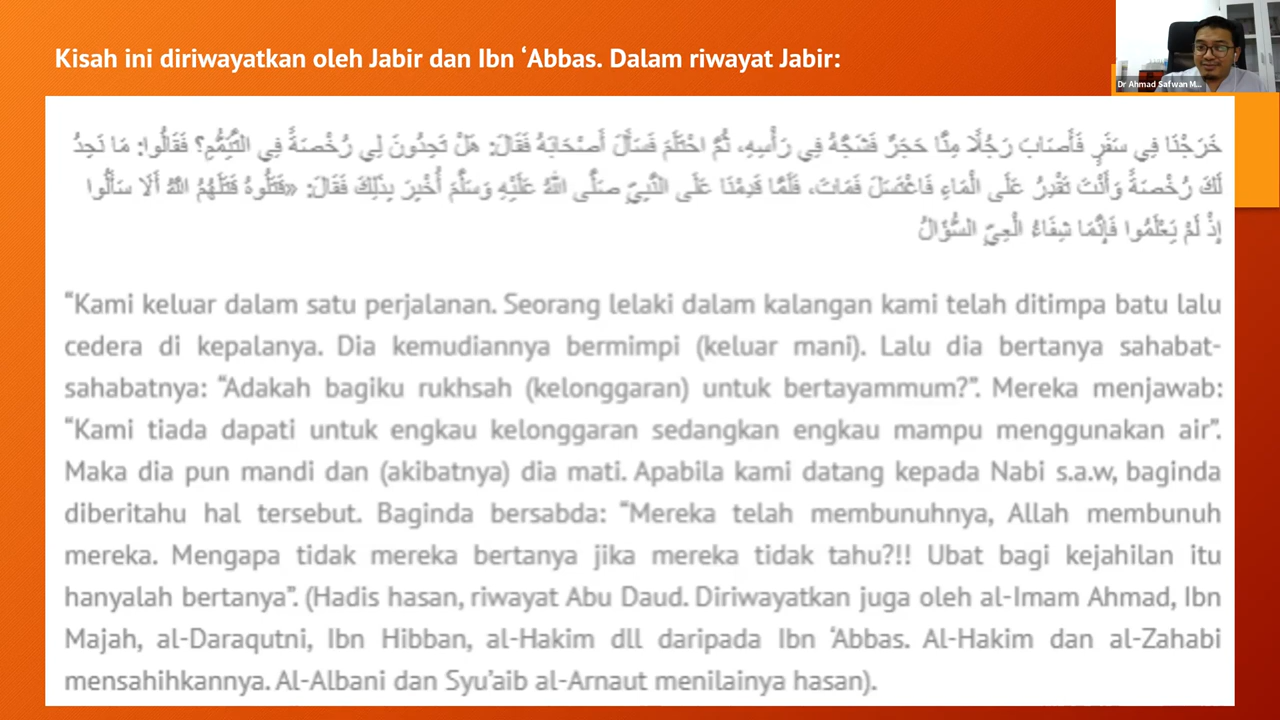 Kisah ini diriwayatkan oleh Jabir dan Ibn ‘Abbas. Dalam riwayat Jabir:
Dr Ahmad Safwan M...
خَرَجْنَا فِي سَفَرٍ فَأَصَابَ رَجُلًا مِنَّا حَجَرٌ فَشَجَّهُ فِي رَأْسِهِ، ثُمَّ احْتَلَمَ فَسَأَلَ أَصْحَابَهُ فَقَالَ: هَلْ تَجِدُونَ لِي رُخْصَةً فِي التَّيَمُّمِ؟ فَقَالُوا: مَا نَجِدُ
لَكَ رُخْصَةً وَأَنْتَ تَقْدِرُ عَلَى الْمَاءِ فَاغْتَسَلَ فَمَاتَ، فَلَمَّا قَدِمْنَا عَلَى النَّبِيِّ صَلَّى اللهُ عَلَيْهِ وَسَلَّمَ أُخْبِرَ بِذَلِكَ فَقَالَ: «قَتَلُوهُ قَتَلَهُمُ اللهُ أَلَا سَأَلُوا
إِذْ لَمْ يَعْلَمُوا فَإِنَّمَا شِفَاءُ الْعِيِّ السُّؤَالُ
“Kami keluar dalam satu perjalanan. Seorang lelaki dalam kalangan kami telah ditimpa batu lalu
cedera di kepalanya. Dia kemudiannya bermimpi (keluar mani). Lalu dia bertanya sahabat-
sahabatnya: “Adakah bagiku rukhsah (kelonggaran) untuk bertayammum?”. Mereka menjawab:
“Kami tiada dapati untuk engkau kelonggaran sedangkan engkau mampu menggunakan air”.
Maka dia pun mandi dan (akibatnya) dia mati. Apabila kami datang kepada Nabi s.a.w, baginda
diberitahu hal tersebut. Baginda bersabda: “Mereka telah membunuhnya, Allah membunuh
mereka. Mengapa tidak mereka bertanya jika mereka tidak tahu?!! Ubat bagi kejahilan itu
hanyalah bertanya”. (Hadis hasan, riwayat Abu Daud. Diriwayatkan juga oleh al-Imam Ahmad, Ibn
Majah, al-Daraqutni, Ibn Hibban, al-Hakim dll daripada Ibn ‘Abbas. Al-Hakim dan al-Zahabi
mensahihkannya. Al-Albani dan Syu’aib al-Arnaut menilainya hasan).